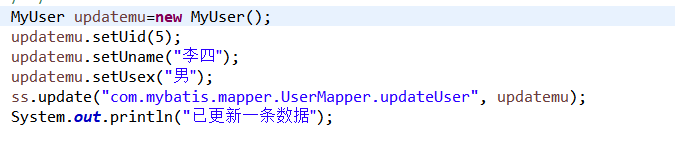 MyUser updatemu=new MyUser();
updatemu.setUid(5);
updatemu.setUname("李四");
updatemu.setUsex("男");
ss.update("com.mybatis.mapper.UserMapper.updateUser", updatemu);
System.out.println("已更新一条数据");